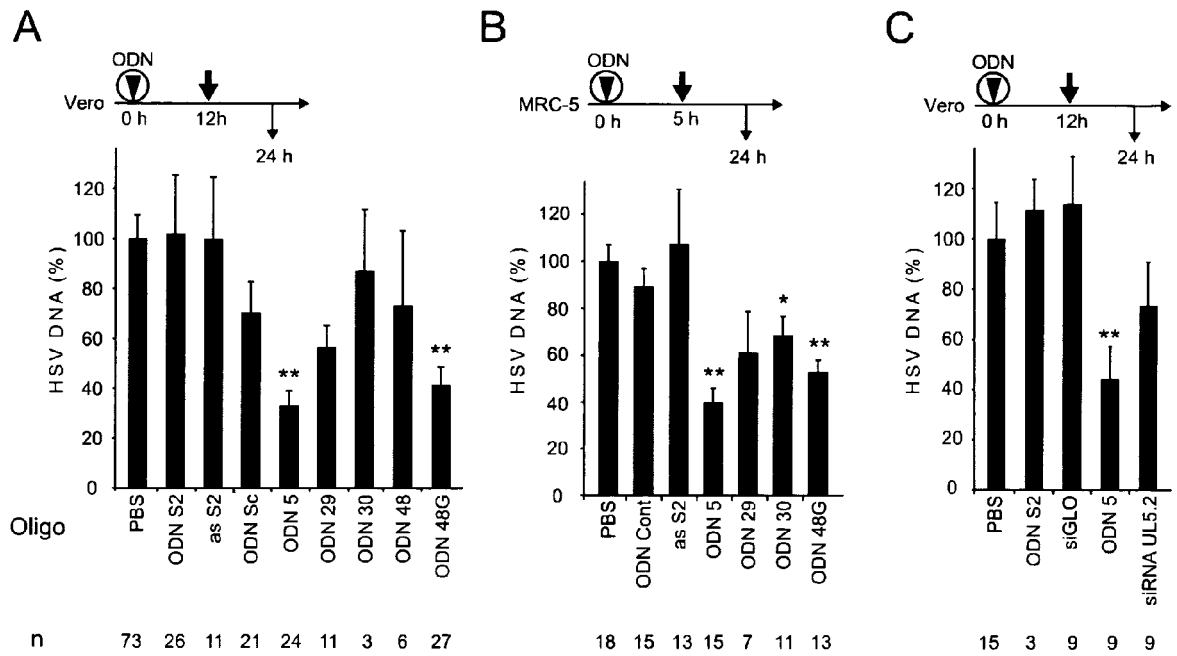 A
ODN
Vero
0 h
12h
24 h
HSV DNA (%)
120
100
80
60
40
20
0
**
**
Oligo
PBS
ODN S2
as S2
ODN Sc
ODN 5
ODN 29
ODN 30
ODN 48
ODN 48G
n
73 26 11 21 24 11 3 6 27
B
ODN
MRC-5
0 h
5 h
24 h
HSV DNA (%)
120
100
80
60
40
20
0
**
*
**
PBS
ODN Cont
as S2
ODN 5
ODN 29
ODN 30
ODN 48G
18 15 13 15 7 11 13
C
ODN
Vero
0 h
12h
24 h
HSV DNA (%)
120
100
80
60
40
20
0
**
PBS
ODN S2
siGLO
ODN 5
siRNA UL5.2
15 3 9 9 9